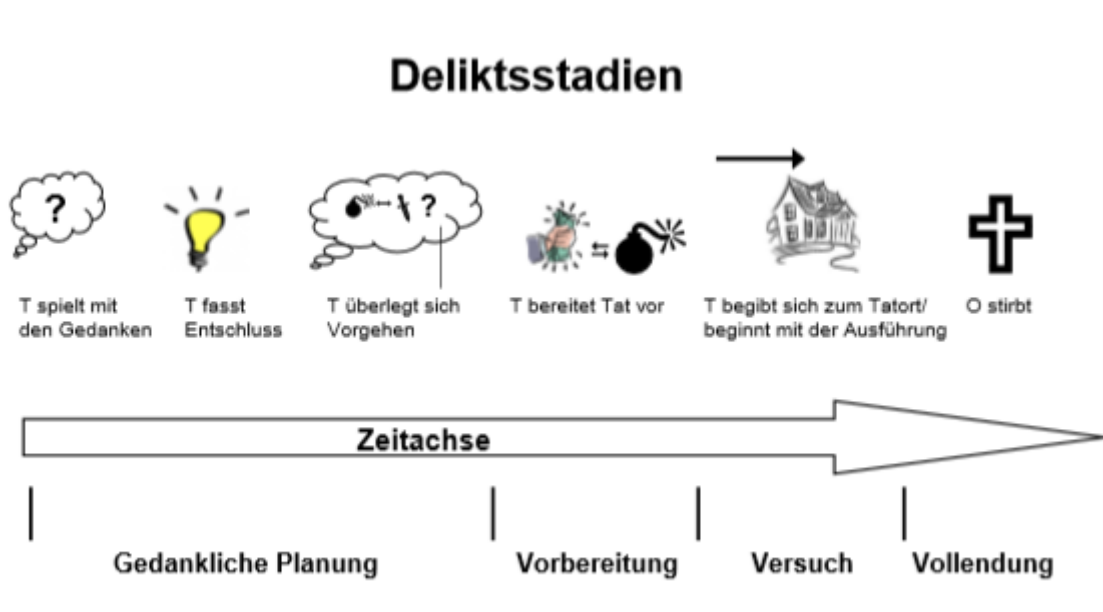 Deliktsstadien
?
?
T spielt mit
den Gedanken
T fasst
Entschluss
T überlegt sich
Vorgehen
T bereitet Tat vor
T begibt sich zum Tatort/
beginnt mit der Ausführung
O stirbt
Zeitachse
Gedankliche Planung
Vorbereitung
Versuch
Vollendung